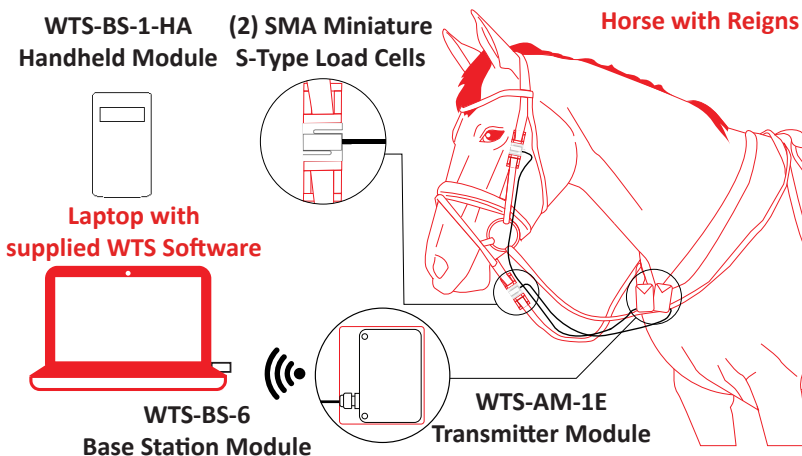 WTS-BS-1-HA
Handheld Module
(2) SMA Miniature
S-Type Load Cells
Horse with Reigns
Laptop with
supplied WTS Software
WTS-BS-6
Base Station Module
WTS-AM-1E
Transmitter Module